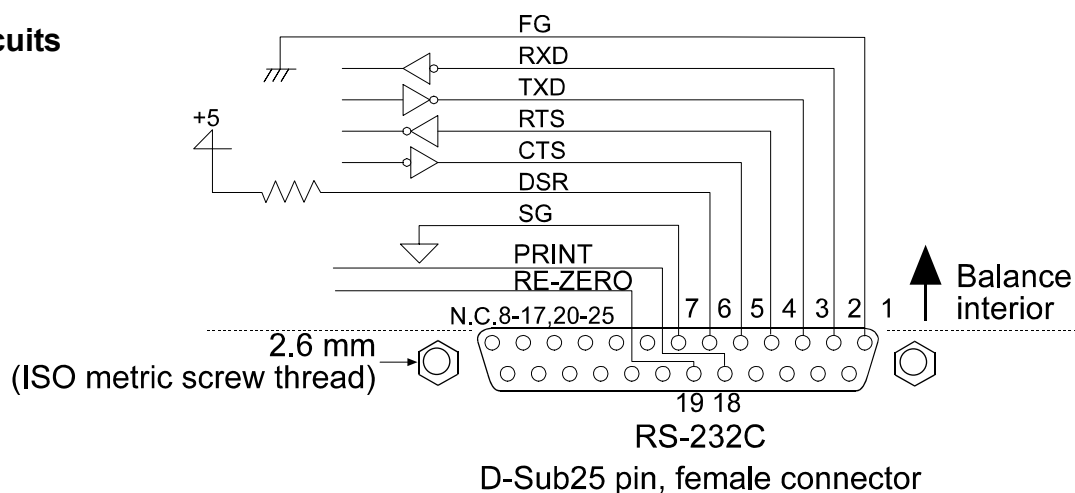 cuits
FG
RXD
TXD
+5
RTS
CTS
DSR
SG
PRINT
RE-ZERO
Balance
interior
N.C.8-17,20-25
7 6 5 4 3 2 1
2.6 mm
(ISO metric screw thread)
19 18
RS-232C
D-Sub25 pin, female connector